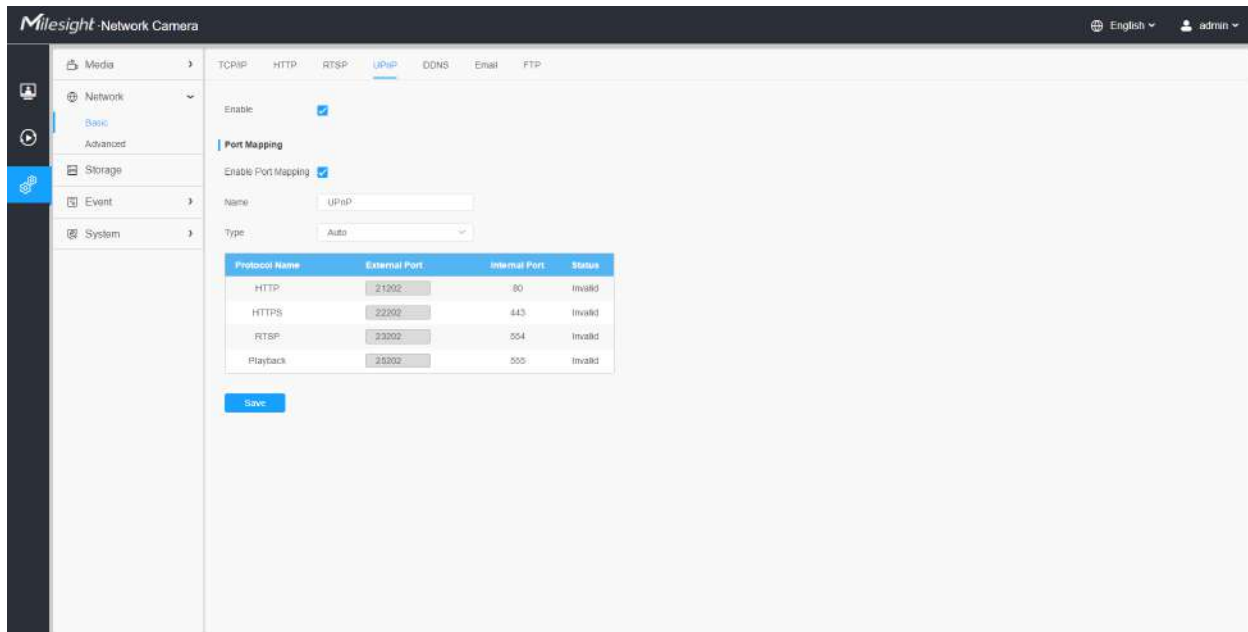 Milesight ·Network Camera
English
admin
Media
Network
Basic
Advanced
Storage
Event
System
TCP/IP HTTP RTSP UPnP DDNS Email FTP
Enable
Port Mapping
Enable Port Mapping
Name UPnP
Type Auto
Protocol Name External Port Internal Port Status
HTTP 21202 80 Invalid
HTTPS 22202 443 Invalid
RTSP 23202 554 Invalid
Playback 25202 555 Invalid
Save